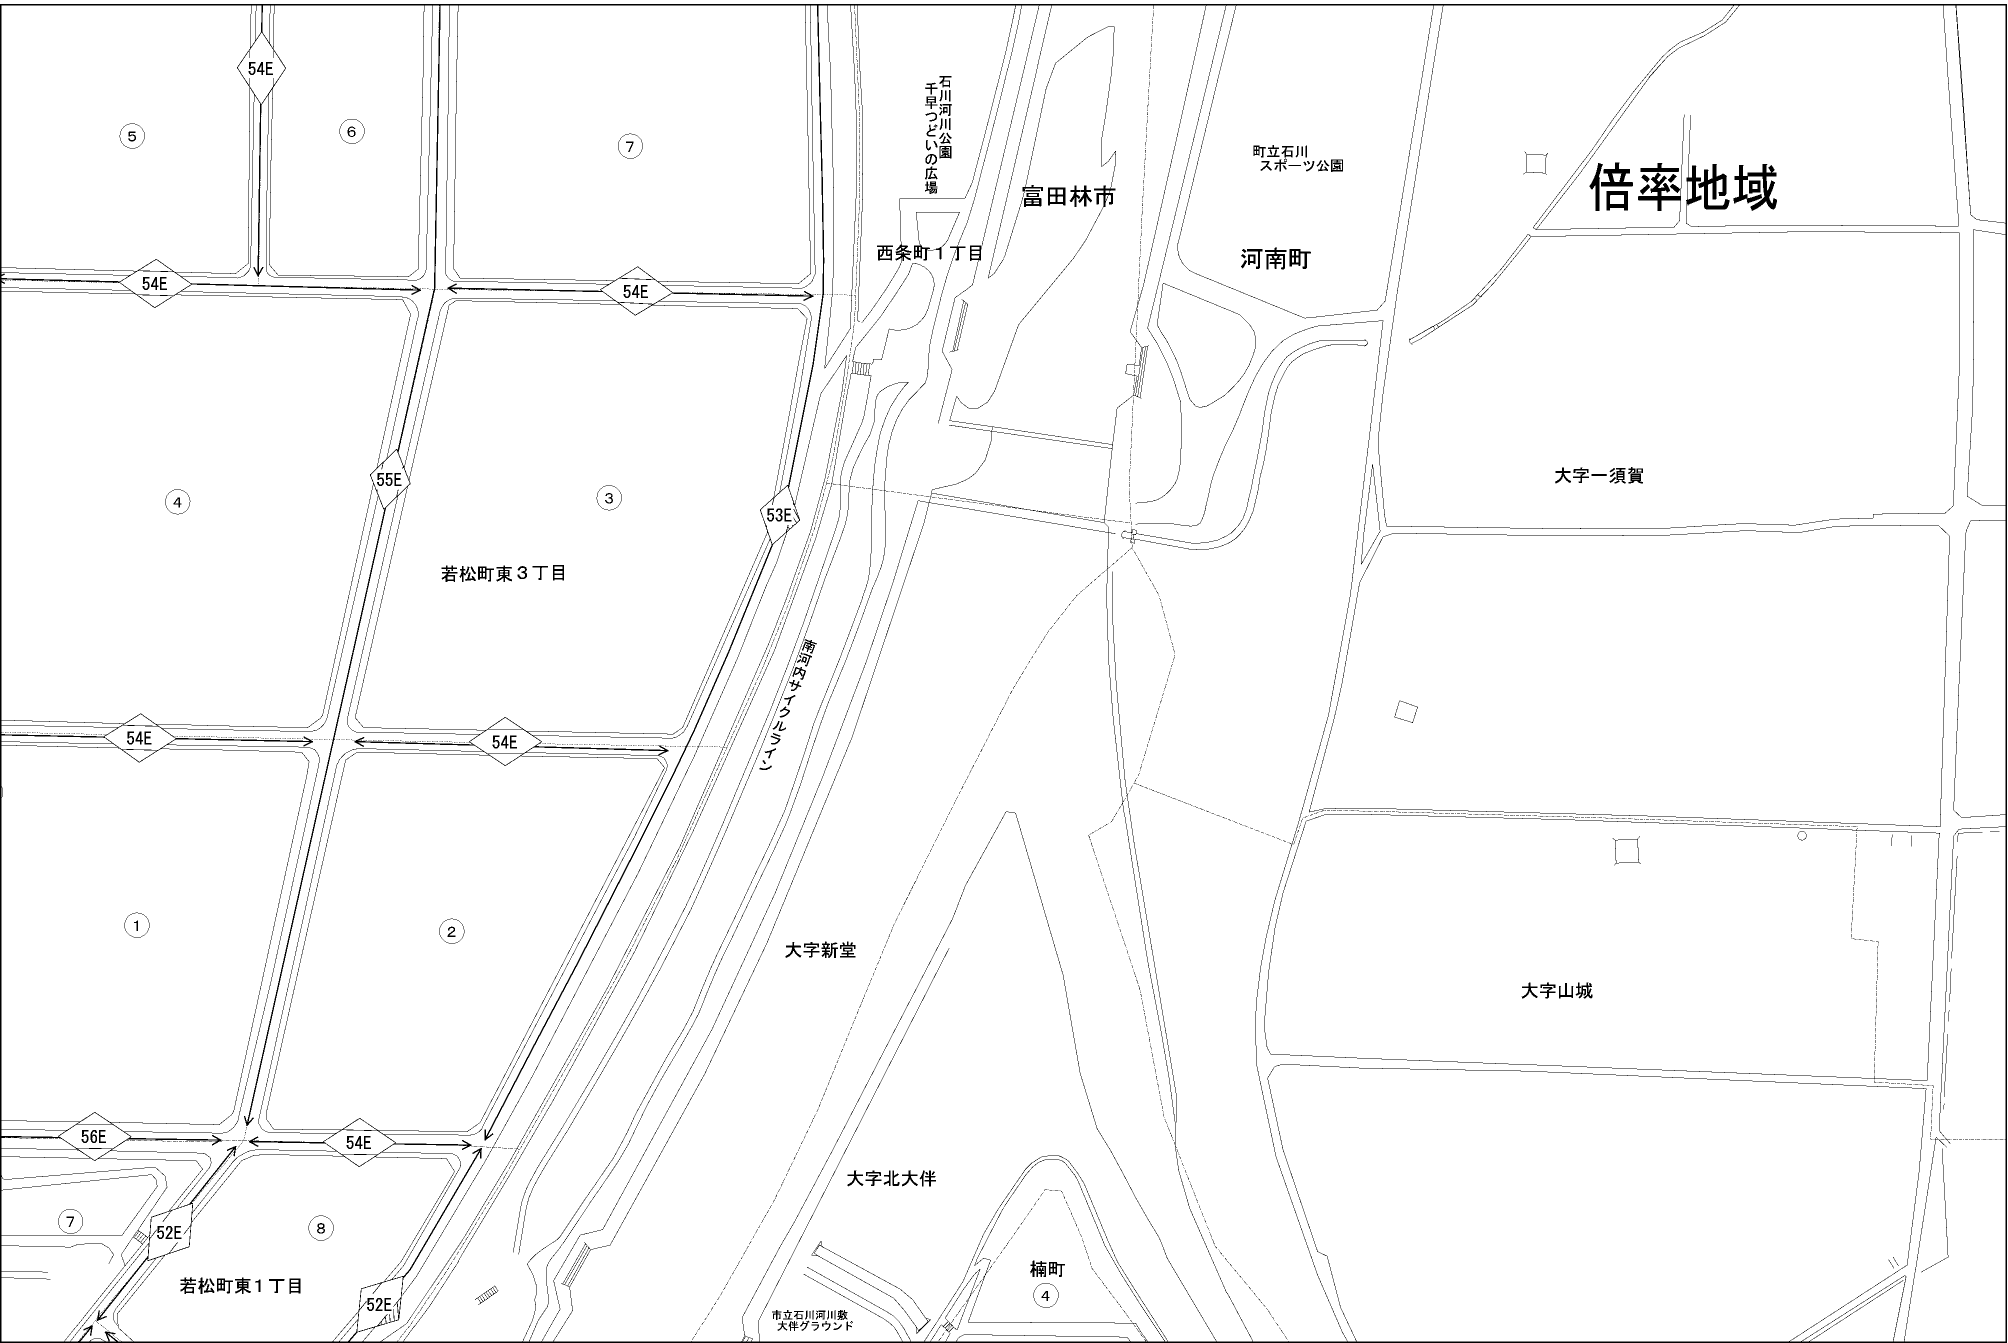 54E
⑤
⑥
⑦
石川河川公園
千早つどいの広場
富田林市
町立石川
スポーツ公園
倍率地域
西条町１丁目
河南町
54E
54E
④
55E
③
53E
大字一須賀
若松町東３丁目
南河内サイクルライン
54E
54E
①
②
大字新堂
大字山城
56E
54E
大字北大伴
⑦
52E
⑧
若松町東１丁目
52E
楠町
④
市立石川河川敷
大伴グラウンド